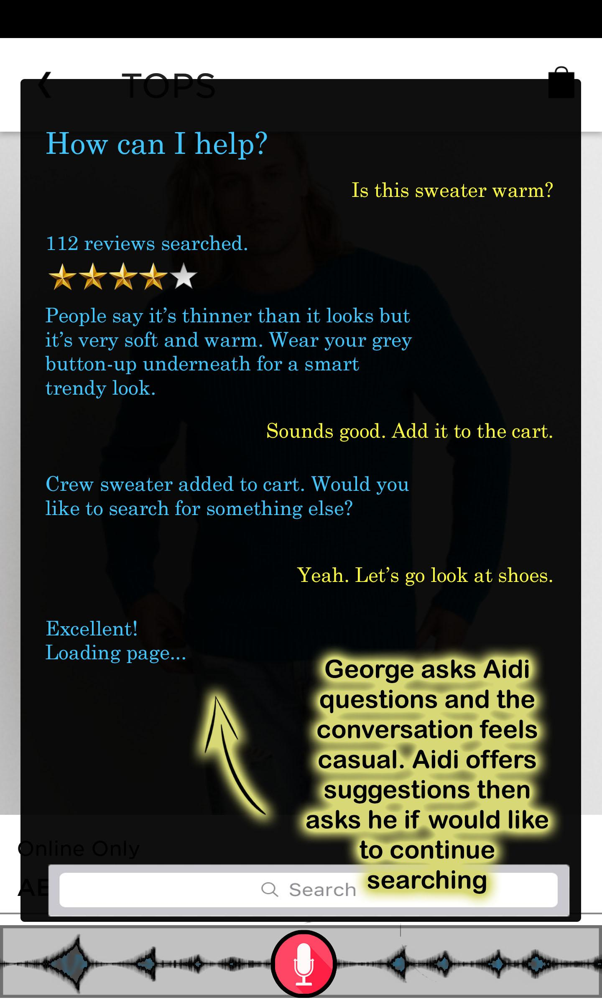 TOPS
How can I help?
Is this sweater warm?
112 reviews searched.
People say it’s thinner than it looks but
it’s very soft and warm. Wear your grey
button-up underneath for a smart
trendy look.
Sounds good. Add it to the cart.
Crew sweater added to cart. Would you
like to search for something else?
Yeah. Let’s go look at shoes.
Excellent!
Loading page...
George asks Aidi
questions and the
conversation feels
casual. Aidi offers
suggestions then
asks he if would like
to continue
searching
Online Only
AE
Search